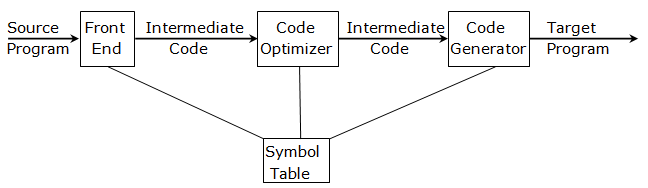 Source
Program
Front
End
Intermediate
Code
Code
Optimizer
Intermediate
Code
Code
Generator
Target
Program
Symbol
Table